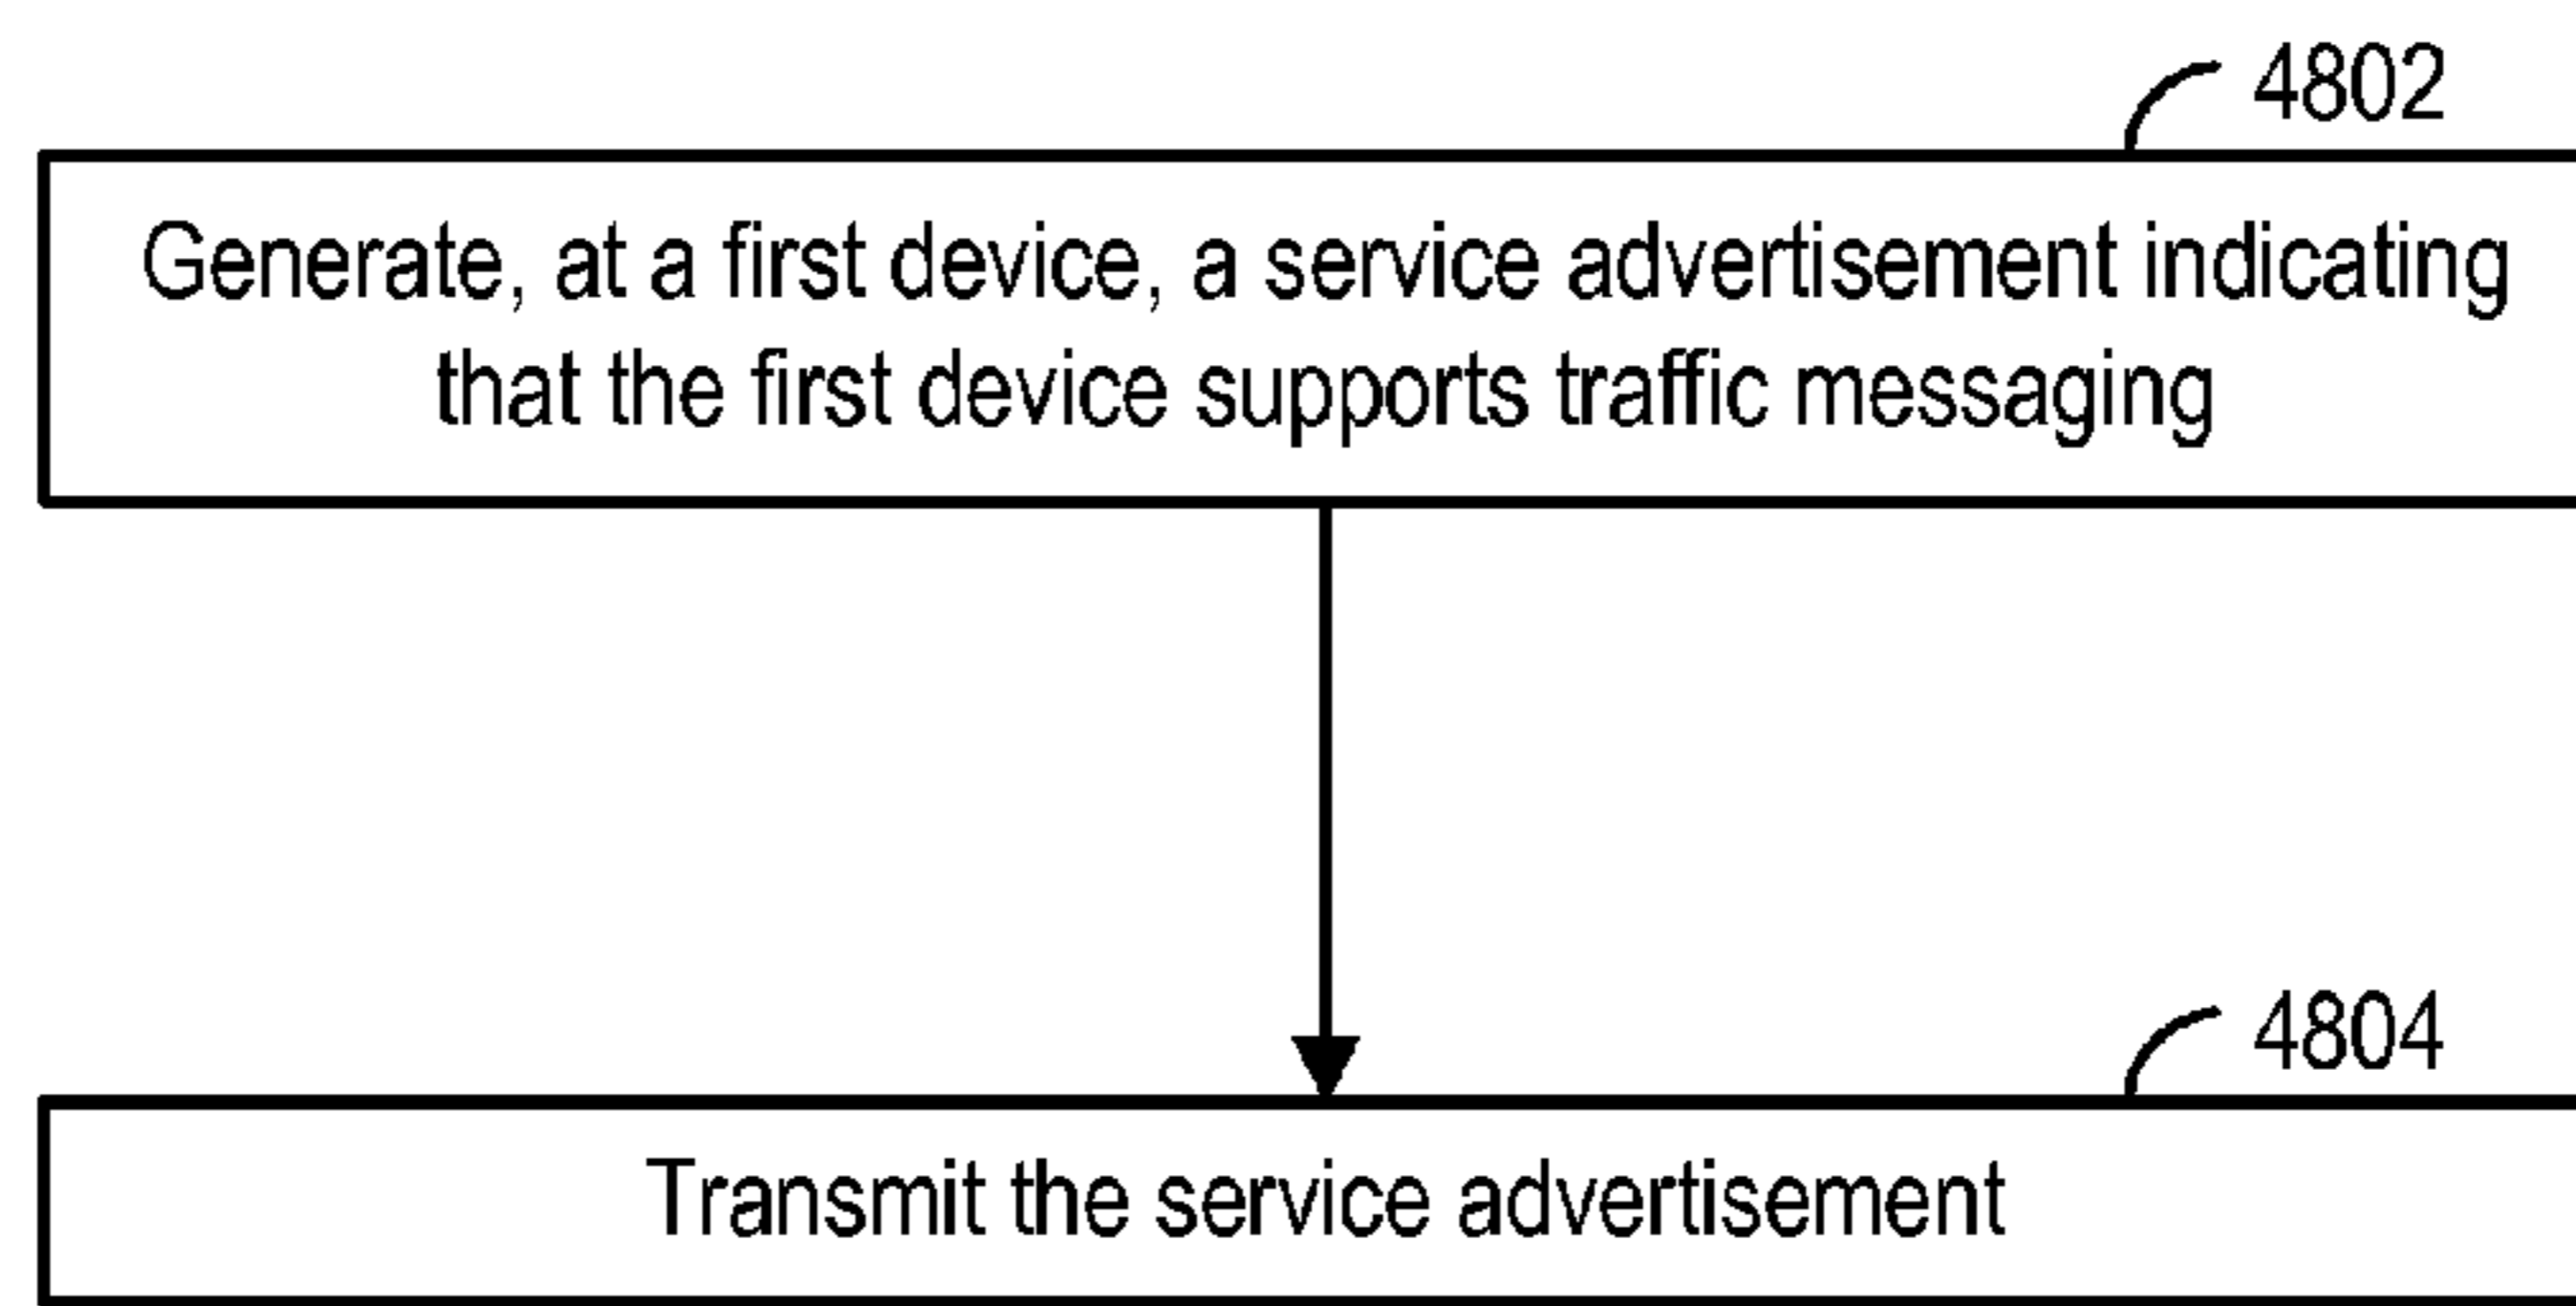 4802
Generate, at a first device, a service advertisement indicating
that the first device supports traffic messaging
4804
Transmit the service advertisement